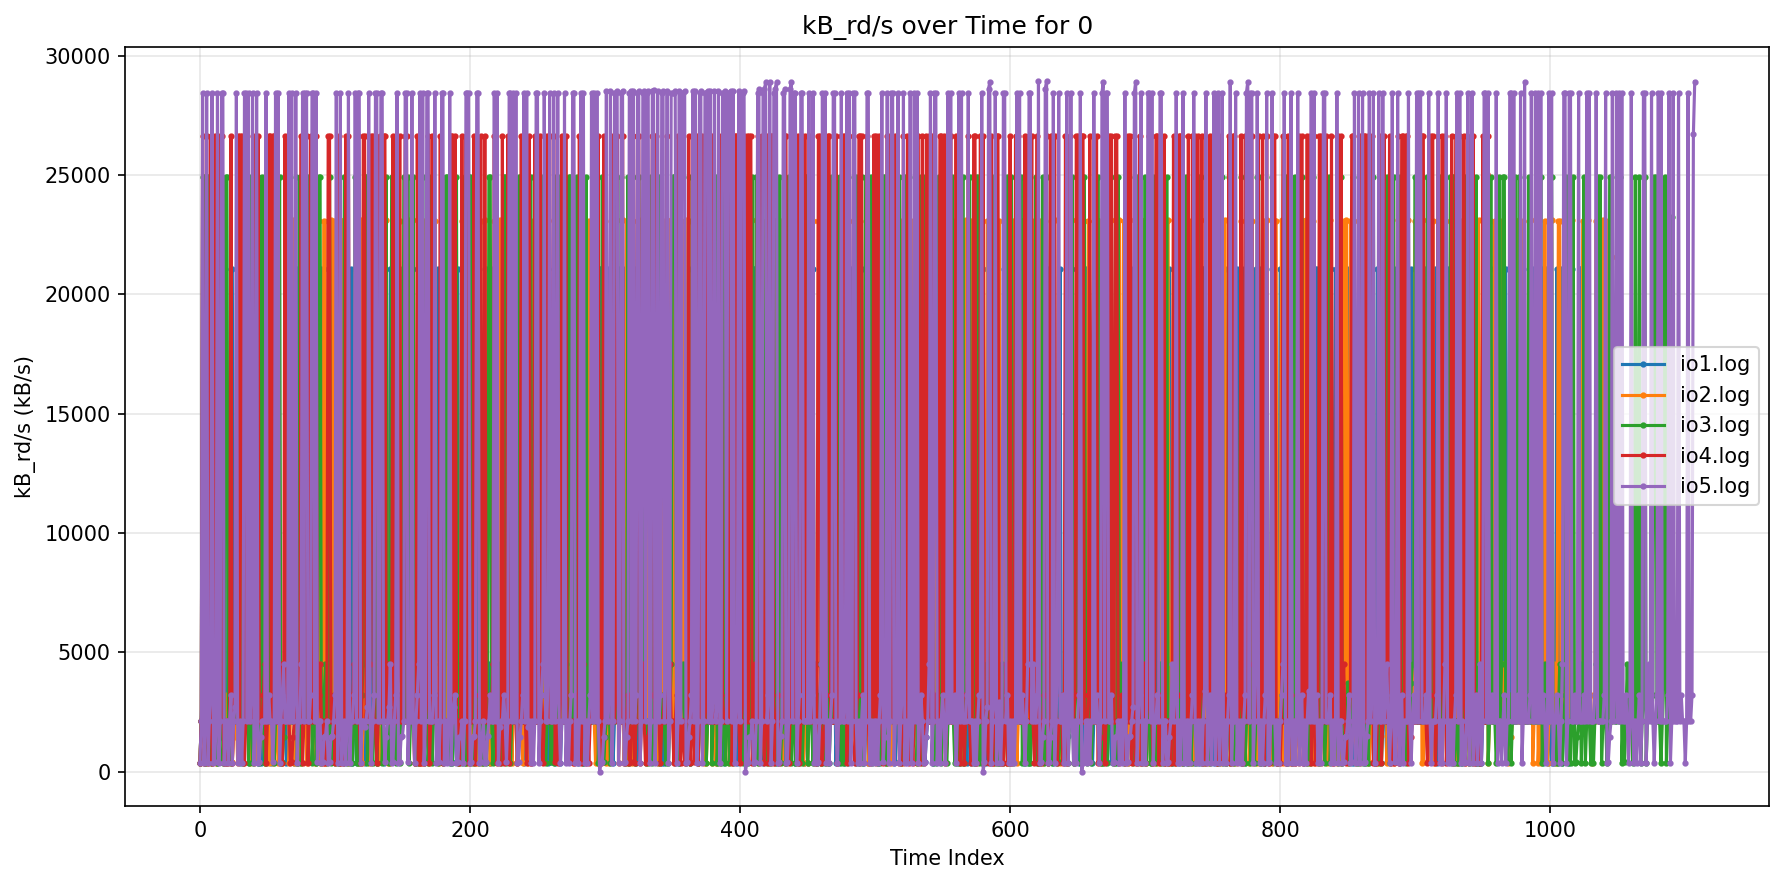 kB_rd/s over Time for 0
kB_rd/s (kB/s)
30000
25000
20000
15000
10000
5000
0
0
200
400
600
800
1000
Time Index
io1.log
io2.log
io3.log
io4.log
io5.log